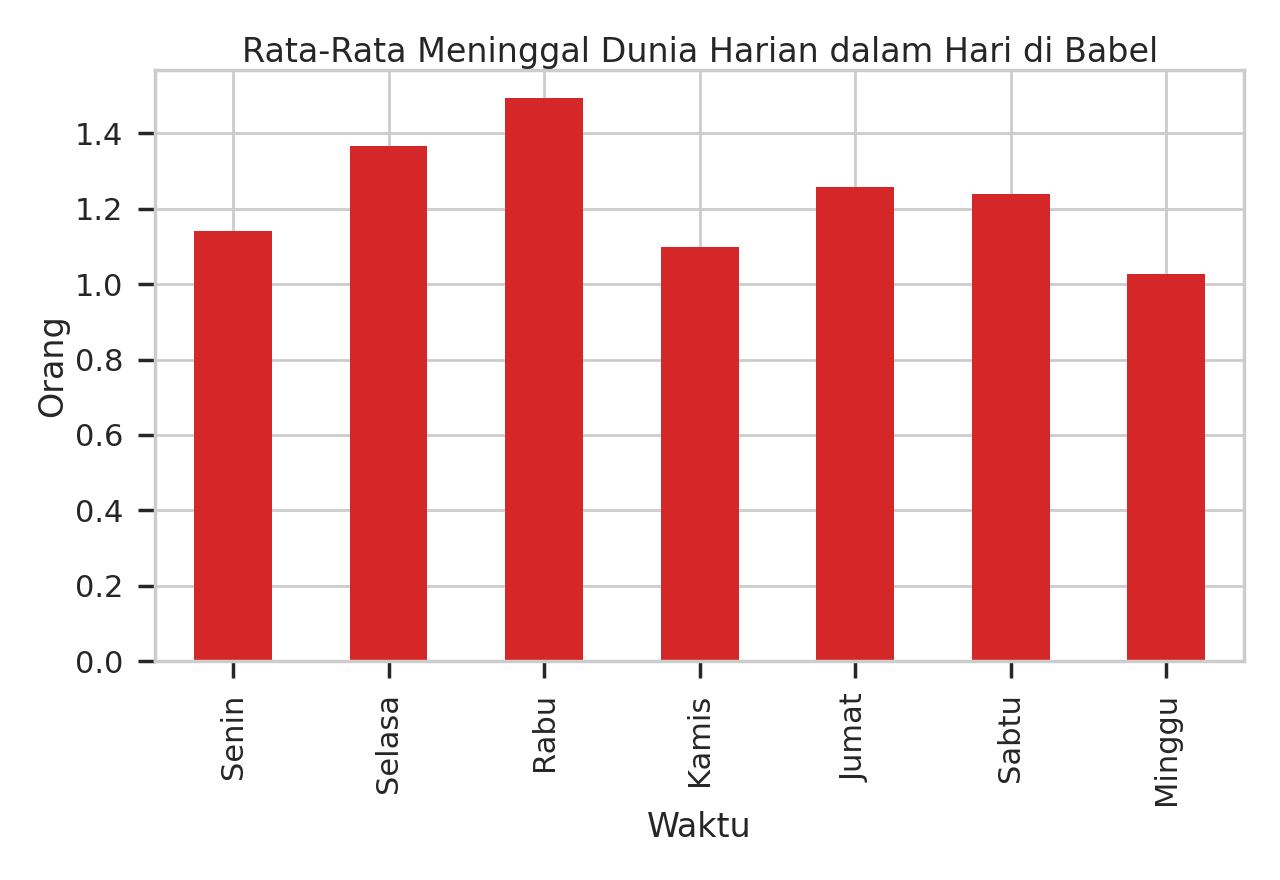 Rata-Rata Meninggal Dunia Harian dalam Hari di Babel
Orang
1.4
1.2
1.0
0.8
0.6
0.4
0.2
0.0
Senin
Selasa
Rabu
Kamis
Jumat
Sabtu
Minggu
Waktu